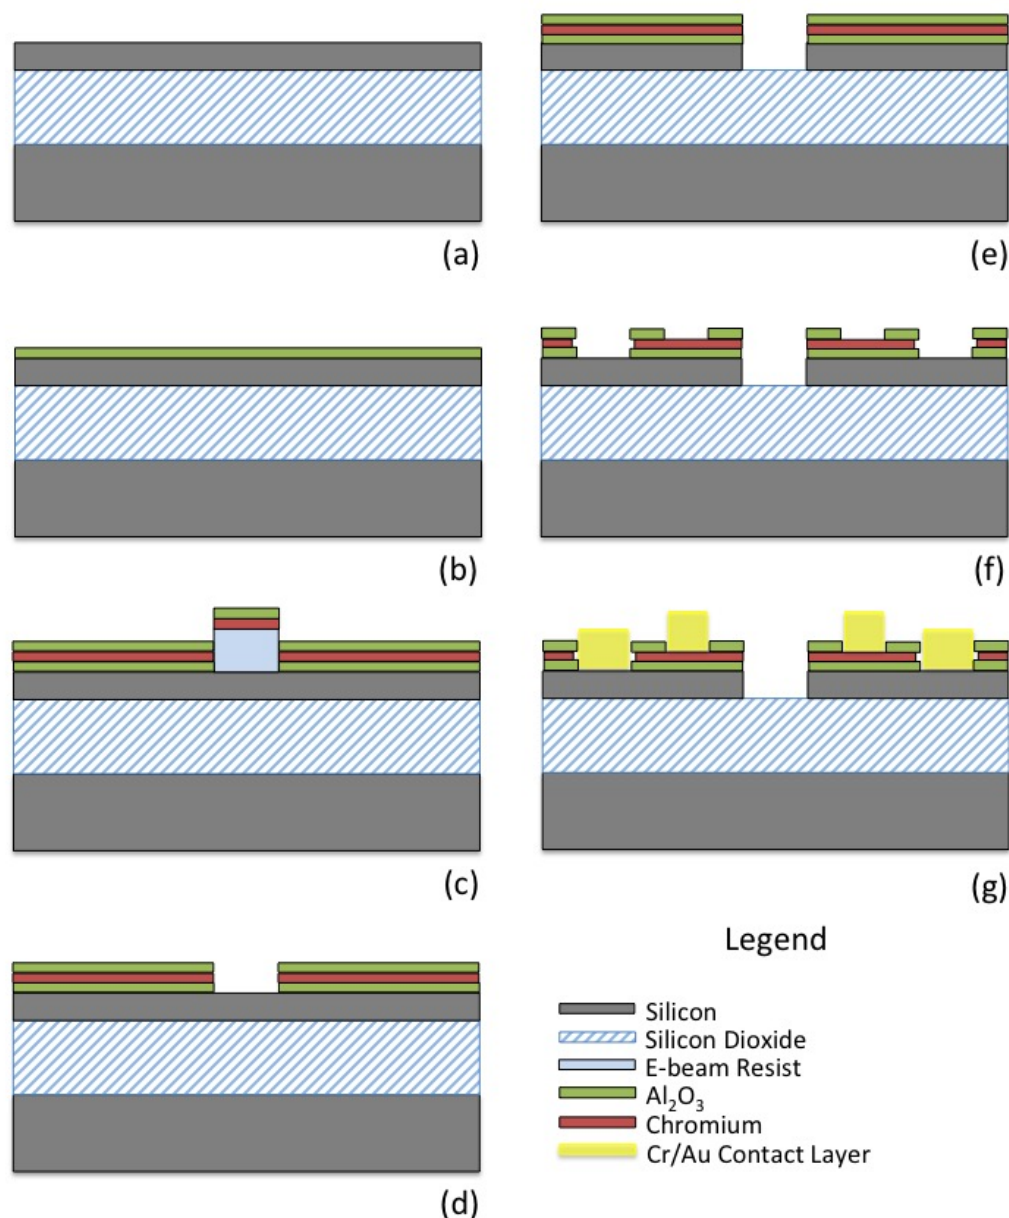 (a)
(b)
(c)
(d)
(e)
(f)
(g)
Legend
Silicon
Silicon Dioxide
E-beam Resist
Al₂O₃
Chromium
Cr/Au Contact Layer